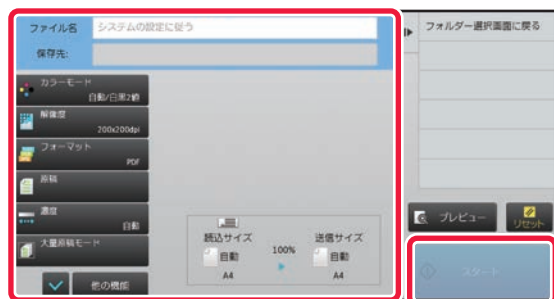 ファイル名 システムの設定に従う
保存先:
カラーモード
自動/白黒2値
解像度
200x200dpi
フォーマット
PDF
原稿
濃度
自動
大量原稿モード
他の機能
読込サイズ
自動
A4
100%
送信サイズ
自動
A4
フォルダー選択画面に戻る
プレビュー
リセット
スタート